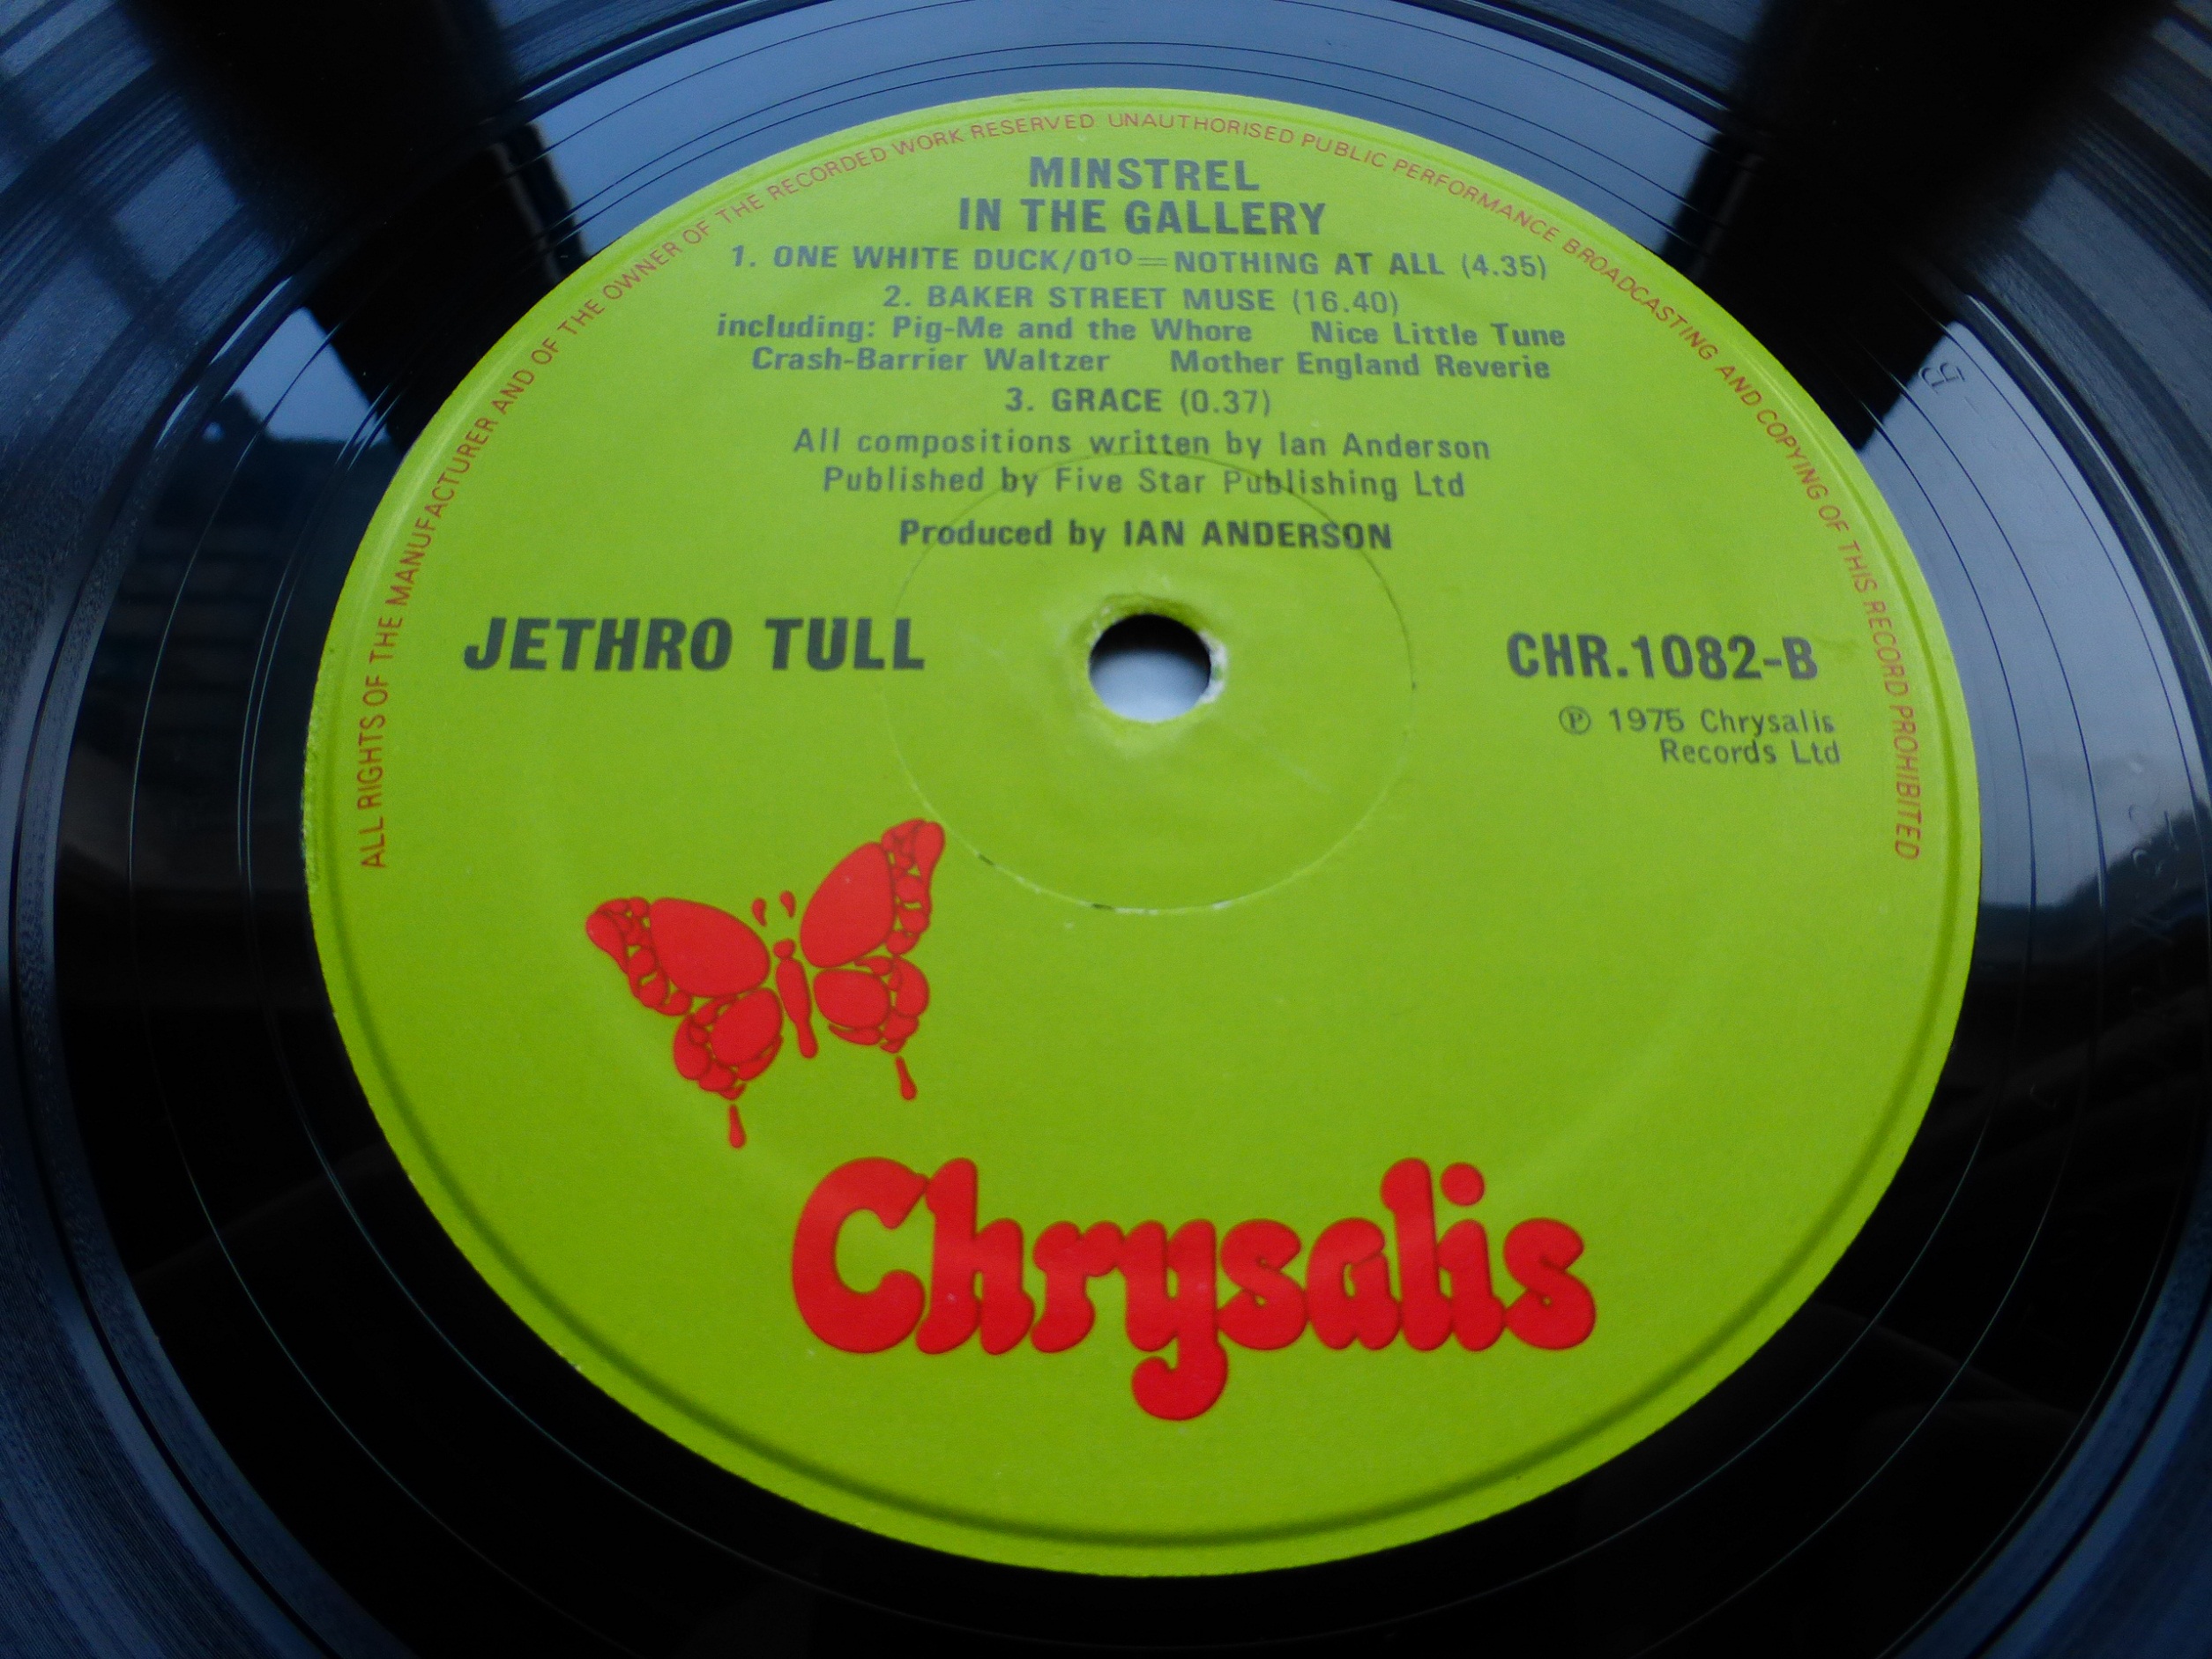 ALL RIGHTS OF THE MANUFACTURER AND OF THE OWNER OF THE RECORDED WORK RESERVED UNAUTHORISED PUBLIC PERFORMANCE BROADCASTING AND COPYING OF THIS RECORD PROHIBITED
MINSTREL
IN THE GALLERY
1. ONE WHITE DUCK/0¹⁰=NOTHING AT ALL (4.35)
2. BAKER STREET MUSE (16.40)
including: Pig-Me and the Whore Nice Little Tune
Crash-Barrier Waltzer Mother England Reverie
3. GRACE (0.37)
All compositions written by Ian Anderson
Published by Five Star Publishing Ltd
Produced by IAN ANDERSON
JETHRO TULL
CHR.1082-B
Ⓟ 1975 Chrysalis
Records Ltd
Chrysalis